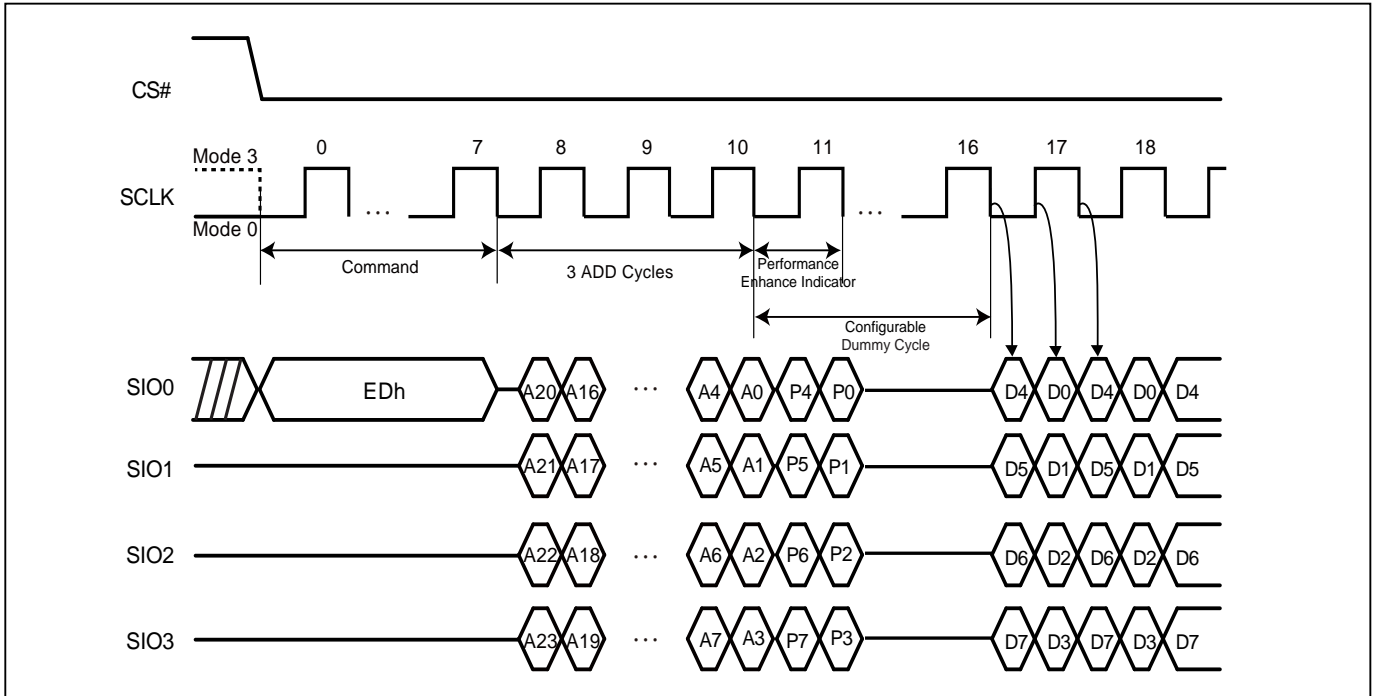 CS#
0 7 8 9 10 11 16 17 18
Mode 3
SCLK
...
...
Mode 0
Command
3 ADD Cycles
Performance
Enhance Indicator
Configurable
Dummy Cycle
SIO0 EDh A20 A16 ... A4 A0 P4 P0 D4 D0 D4 D0 D4
SIO1 A21 A17 ... A5 A1 P5 P1 D5 D1 D5 D1 D5
SIO2 A22 A18 ... A6 A2 P6 P2 D6 D2 D6 D2 D6
SIO3 A23 A19 ... A7 A3 P7 P3 D7 D3 D7 D3 D7